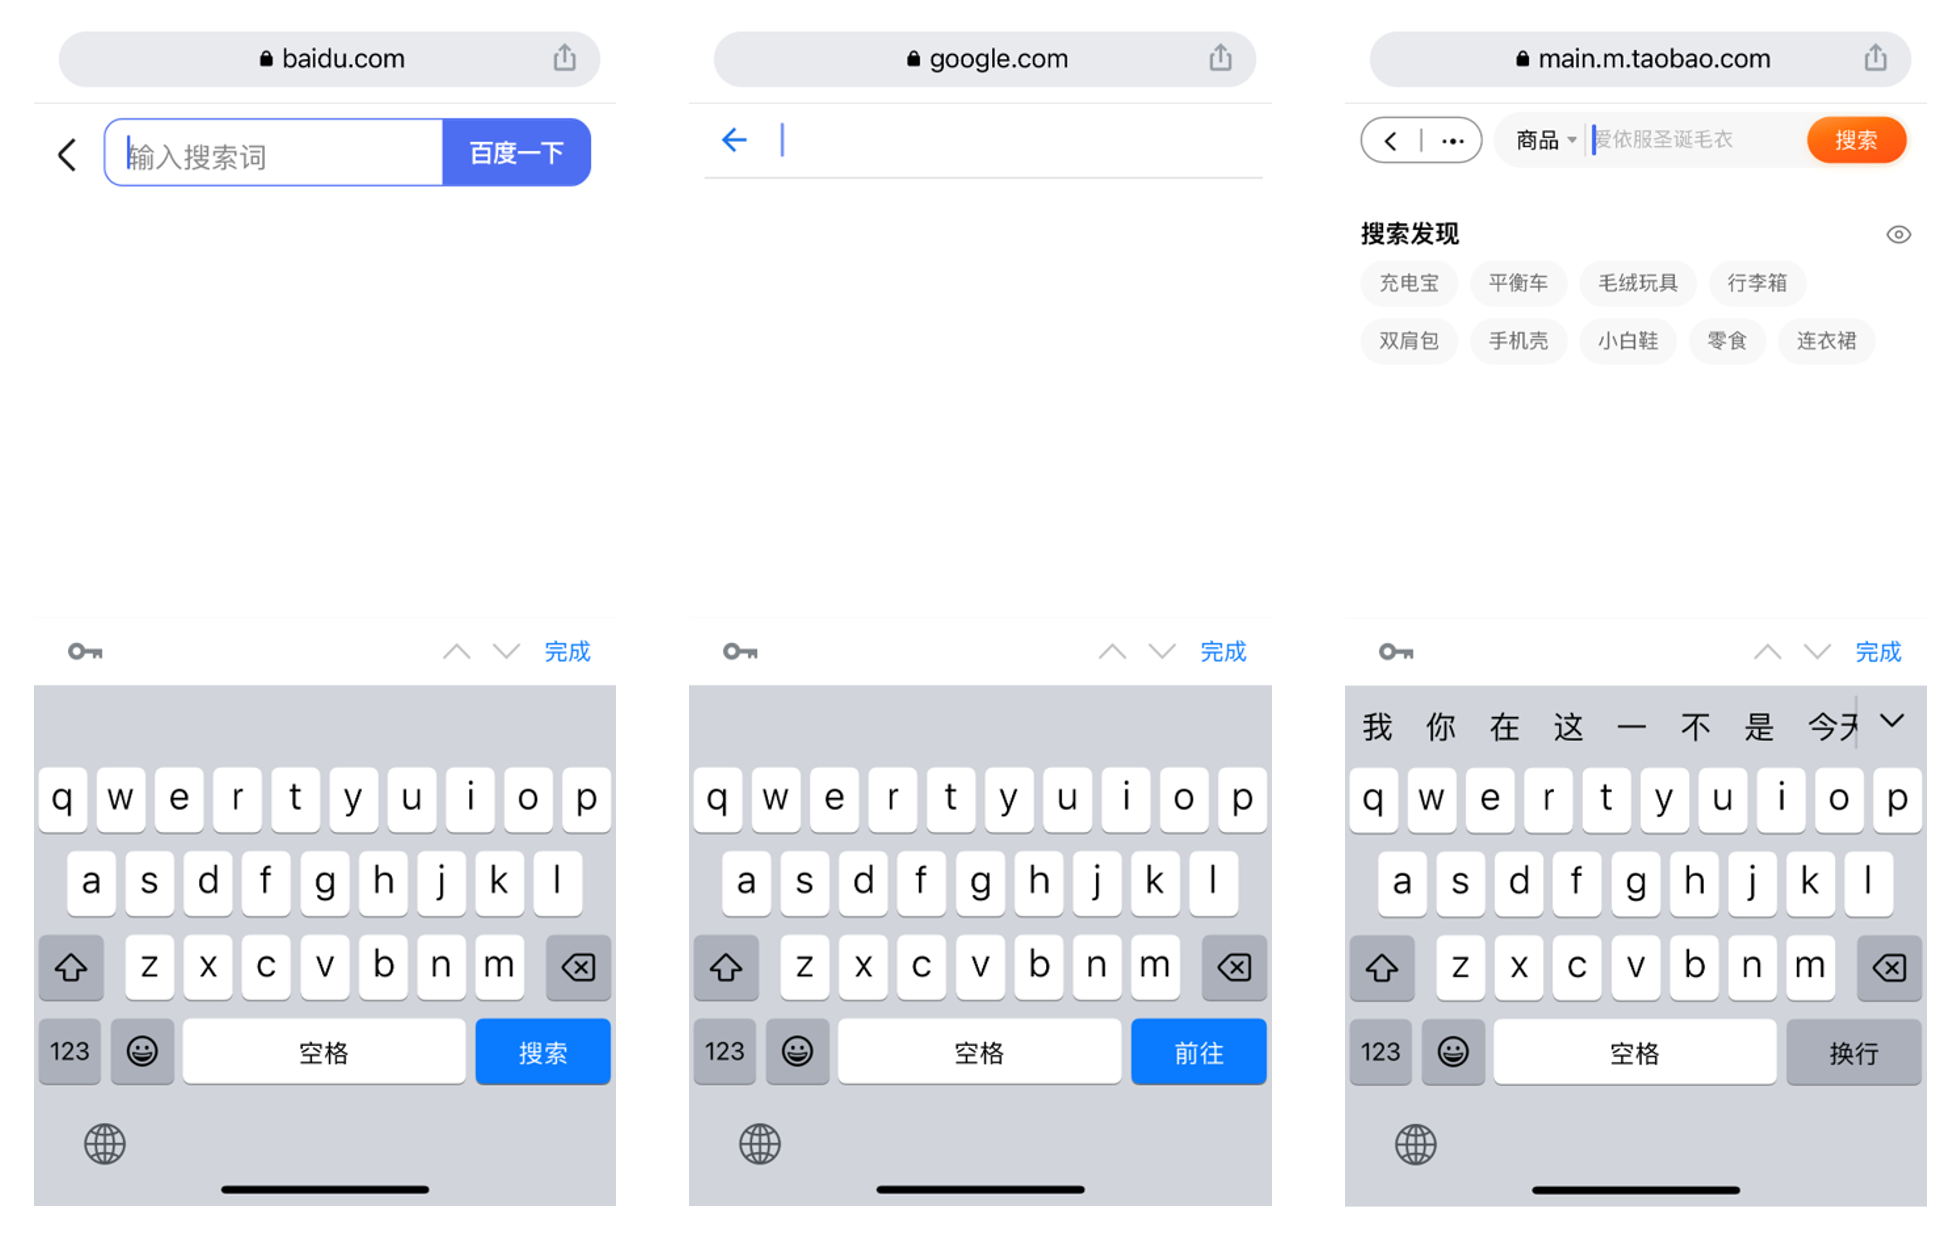 baidu.com
输入搜索词 百度一下
完成
q w e r t y u i o p
a s d f g h j k l
z x c v b n m
123 空格 搜索
google.com
完成
q w e r t y u i o p
a s d f g h j k l
z x c v b n m
123 空格 前往
main.m.taobao.com
商品 爱依服圣诞毛衣 搜索
搜索发现
充电宝 平衡车 毛绒玩具 行李箱
双肩包 手机壳 小白鞋 零食 连衣裙
完成
我 你 在 这 一 不 是 今天
q w e r t y u i o p
a s d f g h j k l
z x c v b n m
123 空格 换行